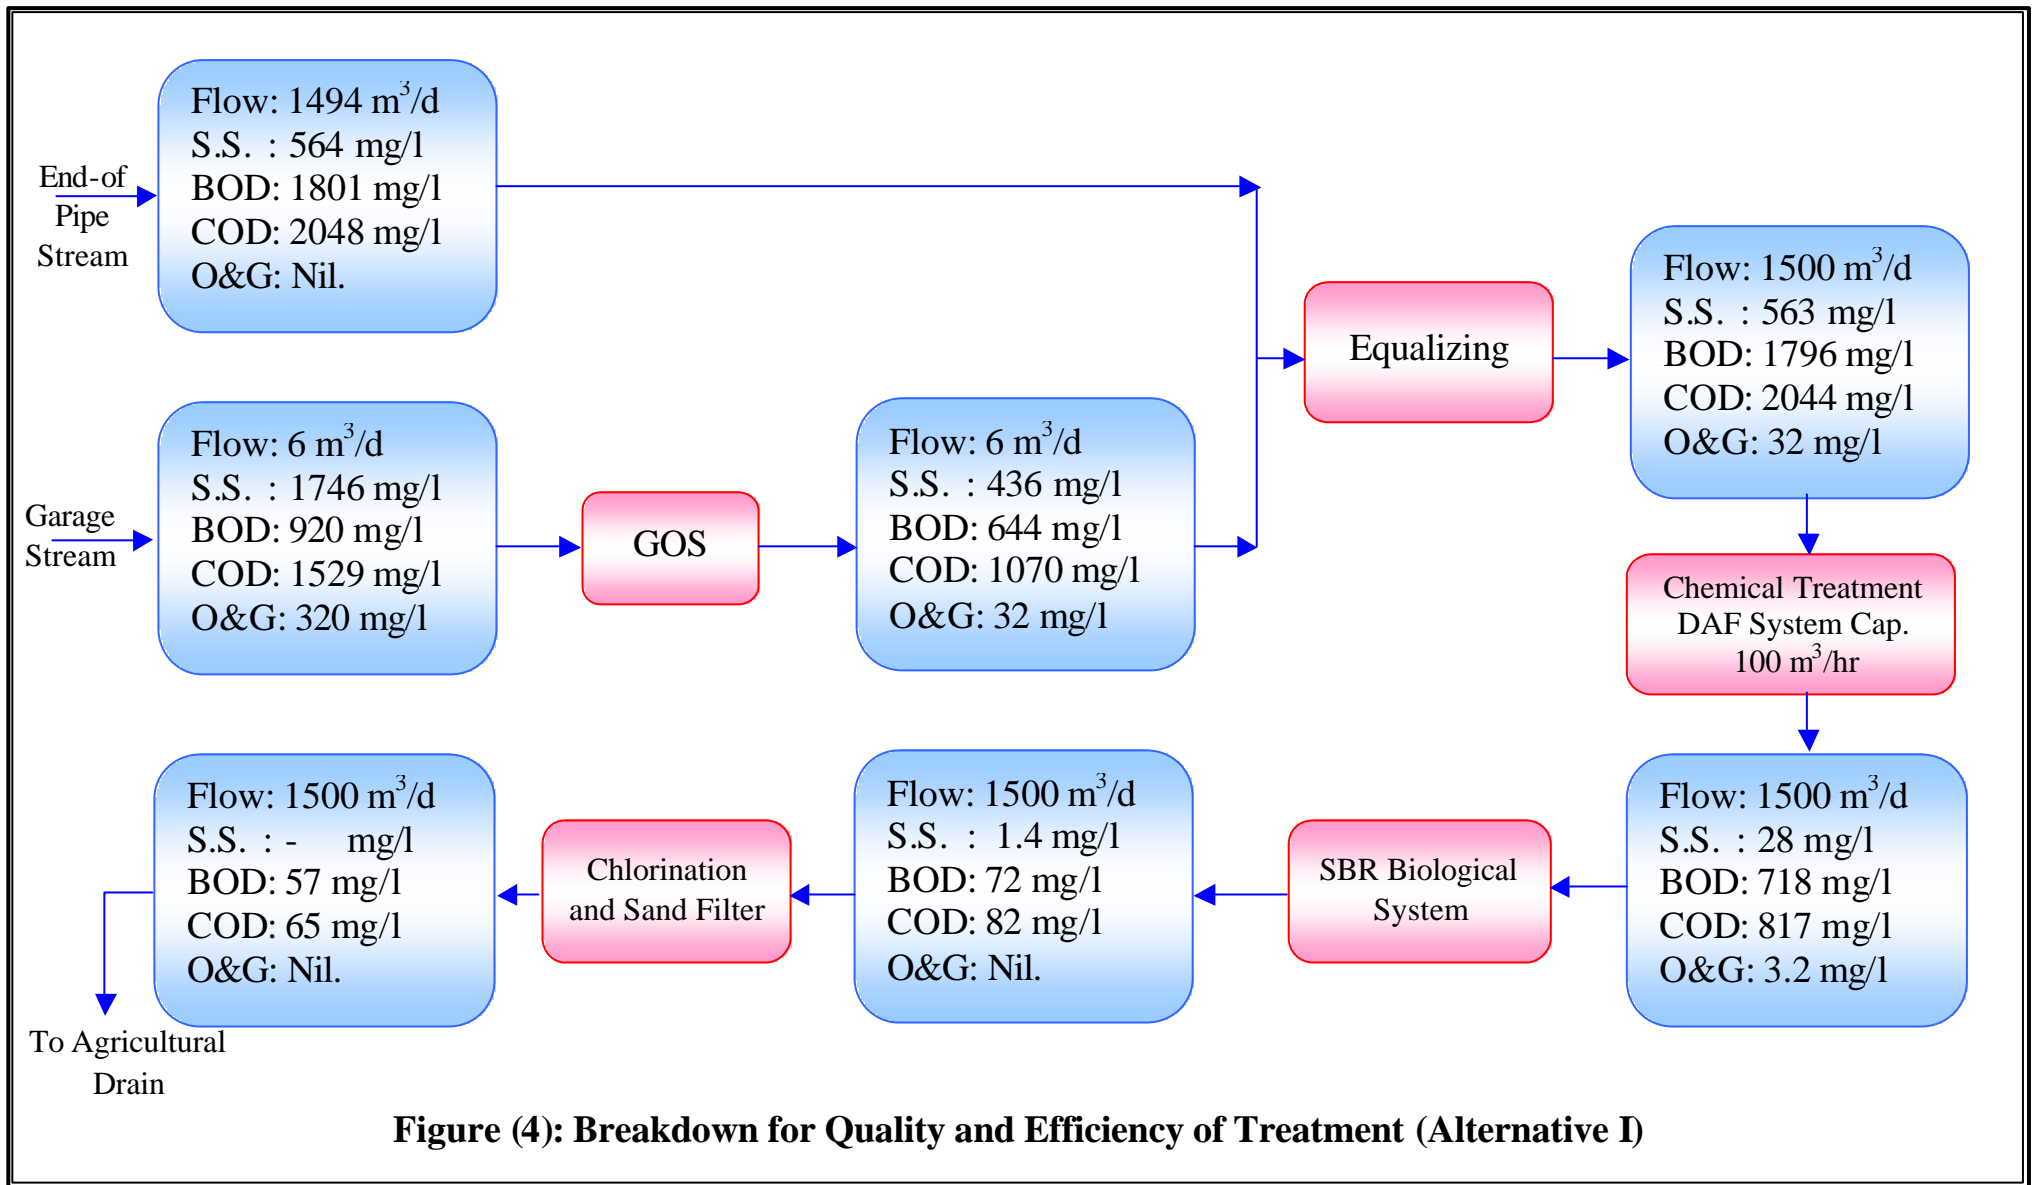 End-of
Pipe
Stream
Flow: 1494 m³/d
S.S. : 564 mg/l
BOD: 1801 mg/l
COD: 2048 mg/l
O&G: Nil.
Garage
Stream
Flow: 6 m³/d
S.S. : 1746 mg/l
BOD: 920 mg/l
COD: 1529 mg/l
O&G: 320 mg/l
GOS
Flow: 6 m³/d
S.S. : 436 mg/l
BOD: 644 mg/l
COD: 1070 mg/l
O&G: 32 mg/l
Equalizing
Flow: 1500 m³/d
S.S. : 563 mg/l
BOD: 1796 mg/l
COD: 2044 mg/l
O&G: 32 mg/l
Chemical Treatment
DAF System Cap.
100 m³/hr
Flow: 1500 m³/d
S.S. : 28 mg/l
BOD: 718 mg/l
COD: 817 mg/l
O&G: 3.2 mg/l
SBR Biological
System
Flow: 1500 m³/d
S.S. : 1.4 mg/l
BOD: 72 mg/l
COD: 82 mg/l
O&G: Nil.
Chlorination
and Sand Filter
Flow: 1500 m³/d
S.S. : - mg/l
BOD: 57 mg/l
COD: 65 mg/l
O&G: Nil.
To Agricultural
Drain
Figure (4): Breakdown for Quality and Efficiency of Treatment (Alternative I)